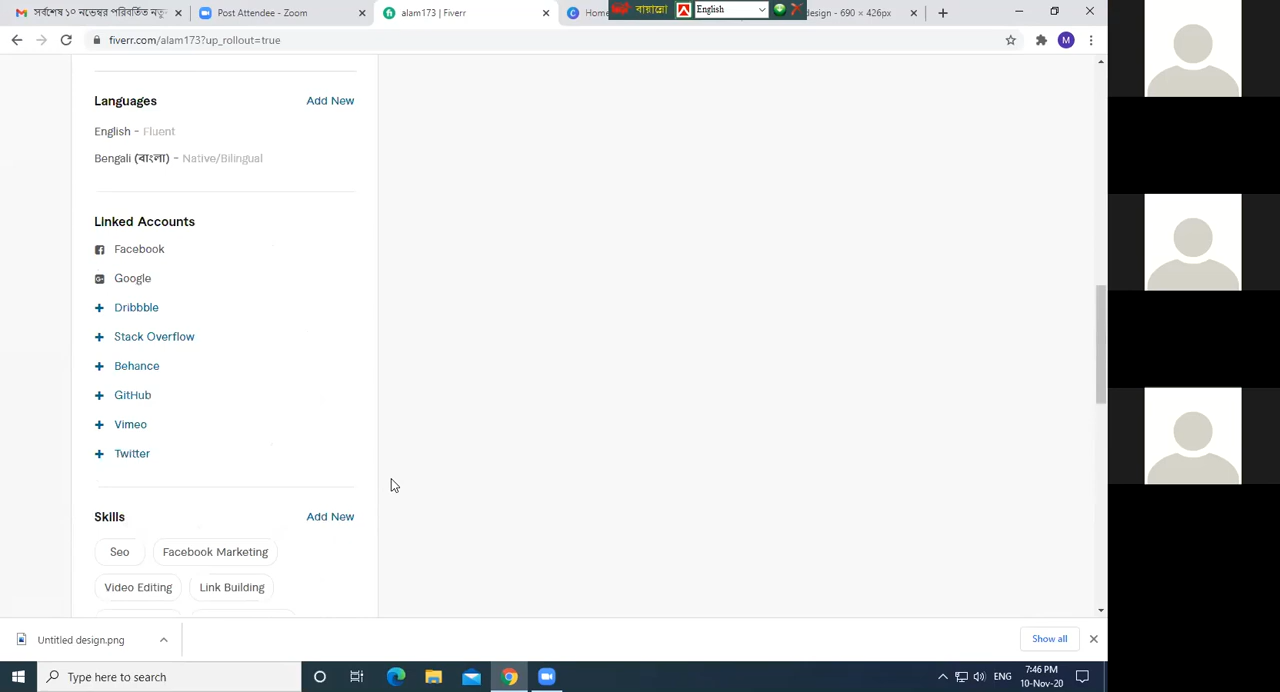 সর্বশেষ ১০ নভেম্বর পরিবর্তিত নতু
Post Attendee - Zoom
alam173 | Fiverr
Home
বায়ান্নো
English
design - 690 × 426px
fiverr.com/alam173?up_rollout=true
M
Languages
Add New
English - Fluent
Bengali (বাংলা) - Native/Bilingual
Linked Accounts
Facebook
Google
Dribbble
Stack Overflow
Behance
GitHub
Vimeo
Twitter
Skills
Add New
Seo
Facebook Marketing
Video Editing
Link Building
Untitled design.png
Show all
Type here to search
ENG
7:46 PM
10-Nov-20